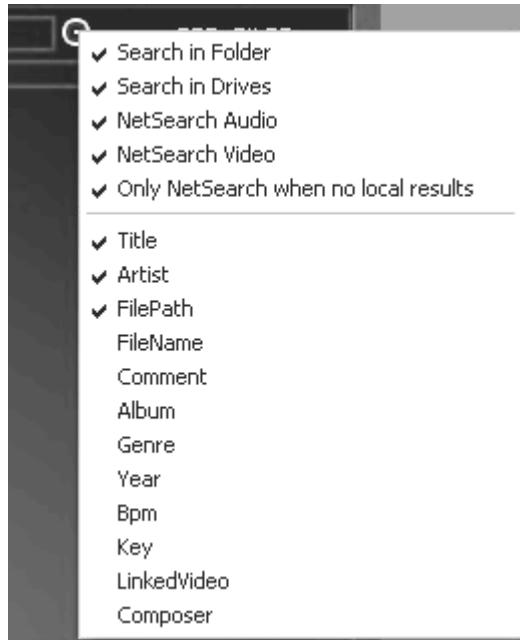 Search in Folder
Search in Drives
NetSearch Audio
NetSearch Video
Only NetSearch when no local results
Title
Artist
FilePath
FileName
Comment
Album
Genre
Year
Bpm
Key
LinkedVideo
Composer